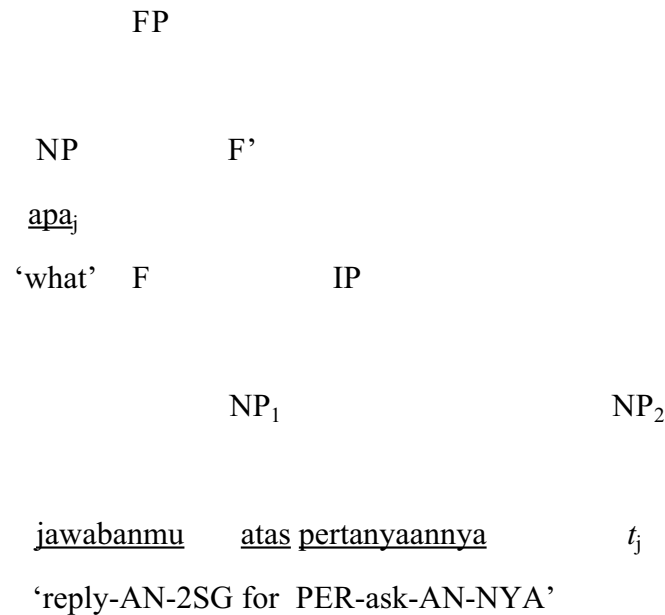 FP
NP F’
apaj
‘what’ F IP
NP1 NP2
jawabanmu atas pertanyaannya tj
‘reply-AN-2SG for PER-ask-AN-NYA’